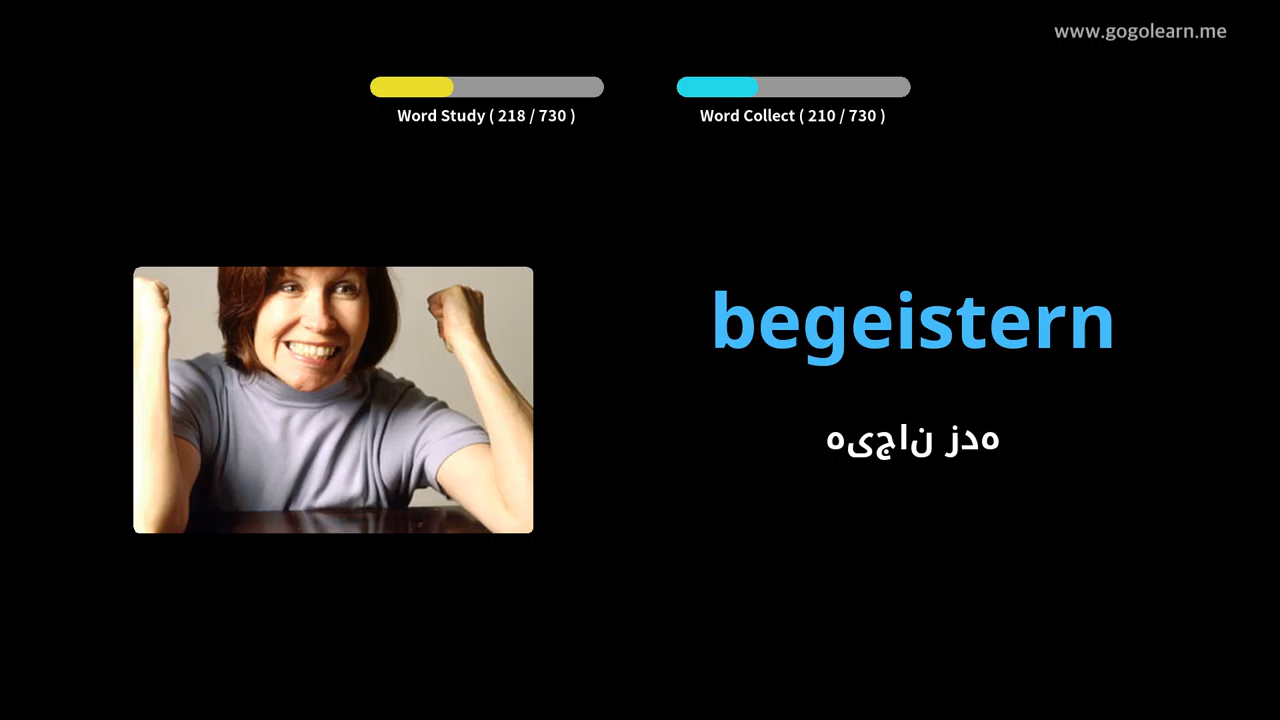 www.gogolearn.me
Word Study ( 218 / 730 )
Word Collect ( 210 / 730 )
begeistern
هیجان زده